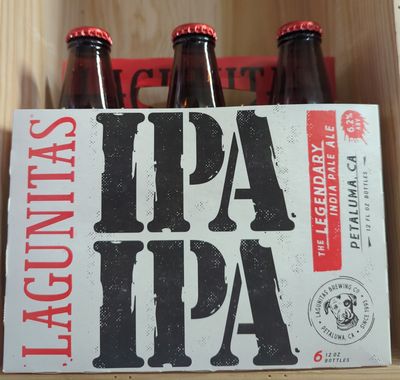 LAGUNITAS
LAGUNITAS
IPA
IPA
THE LEGENDARY
INDIA PALE ALE
6.2%
ABV
PETALUMA, CA
12 FL OZ BOTTLES
LAGUNITAS BREWING CO.
PETALUMA, CA
SINCE 1993
6 12 OZ
BOTTLES